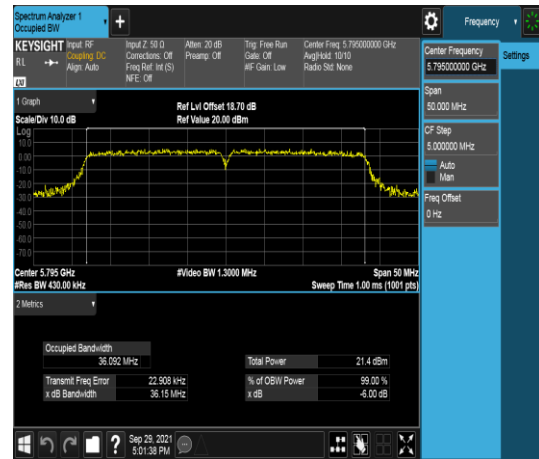 Spectrum Analyzer 1
Occupied BW
+
Frequency
KEYSIGHT
Input: RF
Coupling: DC
Align: Auto
Input Z: 50 Ω
Corrections: Off
Freq Ref: Int (S)
NFE: Off
Atten: 20 dB
Preamp: Off
Trig: Free Run
Gate: Off
#IF Gain: Low
Center Freq: 5.795000000 GHz
Avg|Hold: 10/10
Radio Std: None
R L
LXI
Center Frequency
5.795000000 GHz
Settings
Span
50.000 MHz
CF Step
5.000000 MHz
Auto
Man
Freq Offset
0 Hz
1 Graph
Scale/Div 10.0 dB
Ref Lvl Offset 18.70 dB
Ref Value 20.00 dBm
Log
10.0
0.00
-10.0
-20.0
-30.0
-40.0
-50.0
-60.0
-70.0
Center 5.795 GHz
#Video BW 1.3000 MHz
Span 50 MHz
#Res BW 430.00 kHz
Sweep Time 1.00 ms (1001 pts)
2 Metrics
Occupied Bandwidth
36.092 MHz
Total Power
21.4 dBm
Transmit Freq Error
22.908 kHz
% of OBW Power
99.00 %
x dB Bandwidth
36.15 MHz
x dB
-6.00 dB
?
Sep 29, 2021
5:01:38 PM